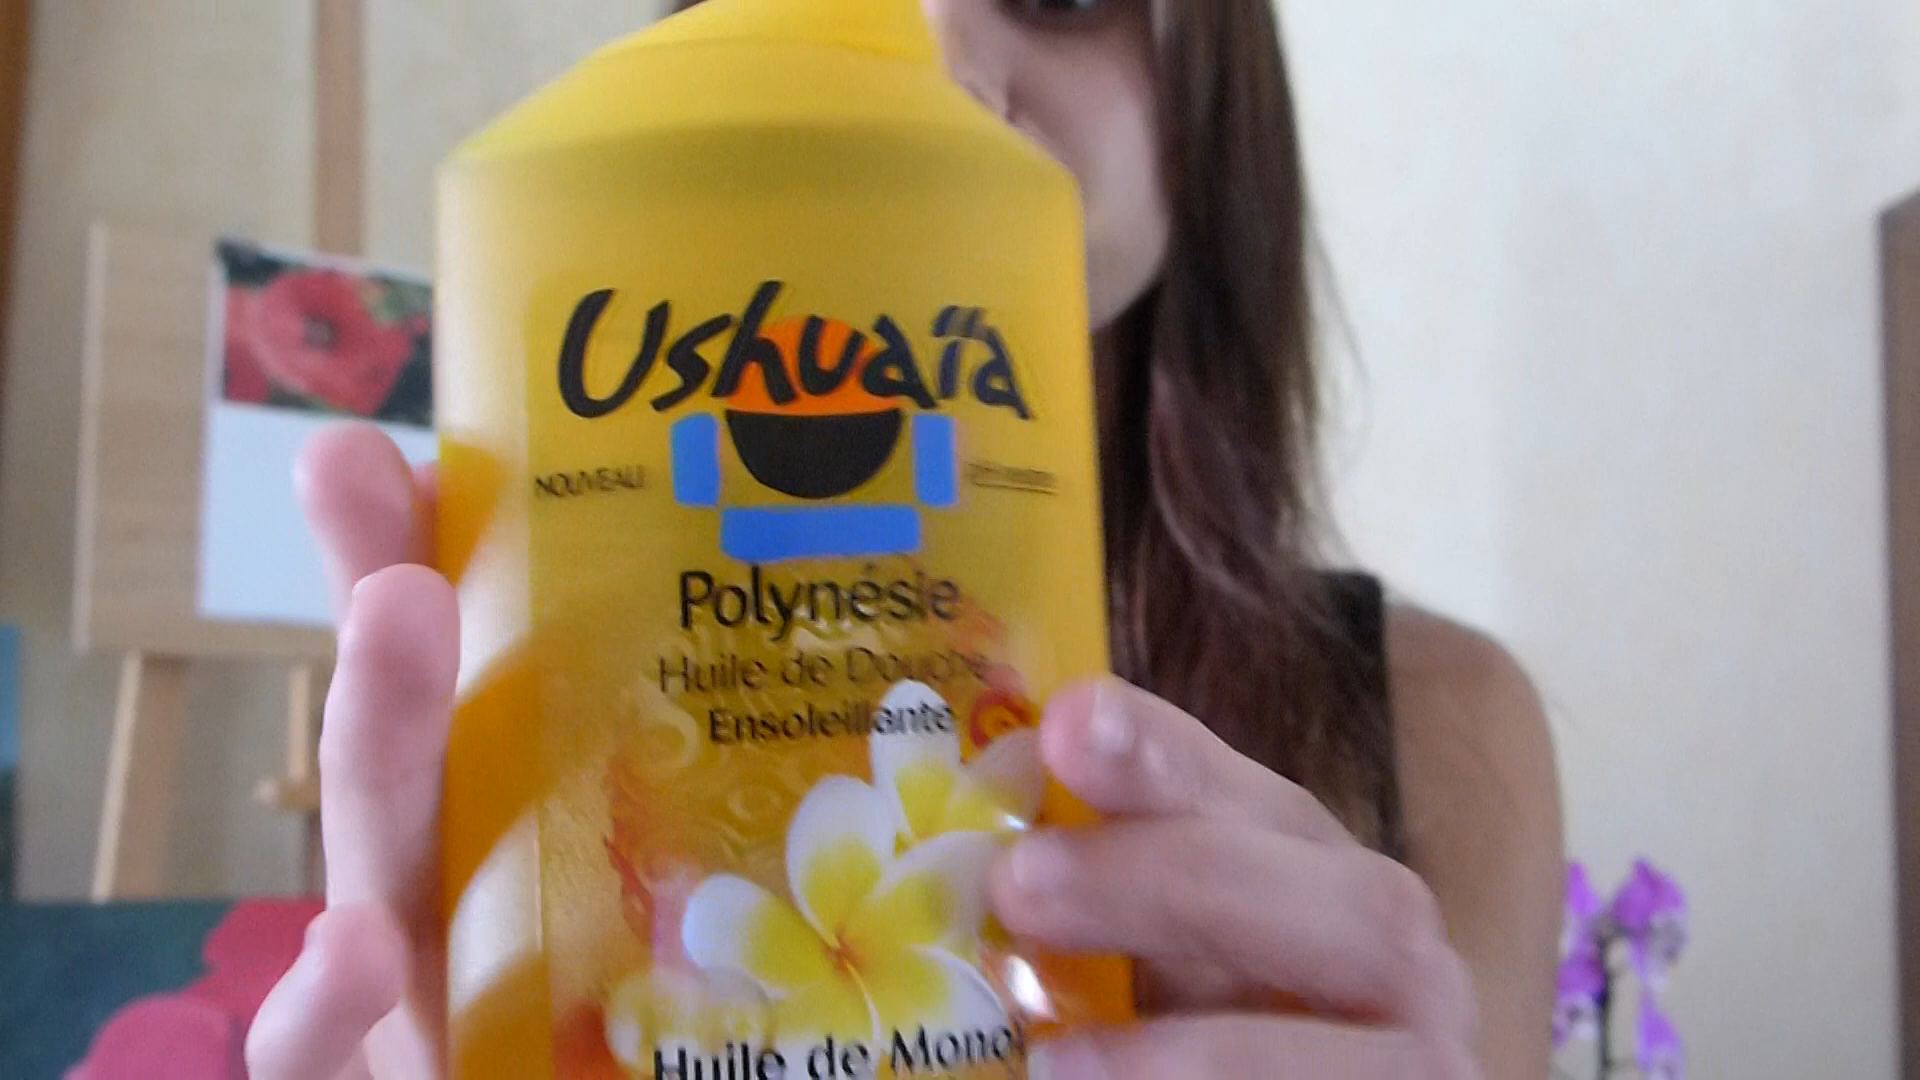 Ushuaïa
NOUVEAU
Polynésie
Huile de Douche
Ensoleillante
Huile de Monoï